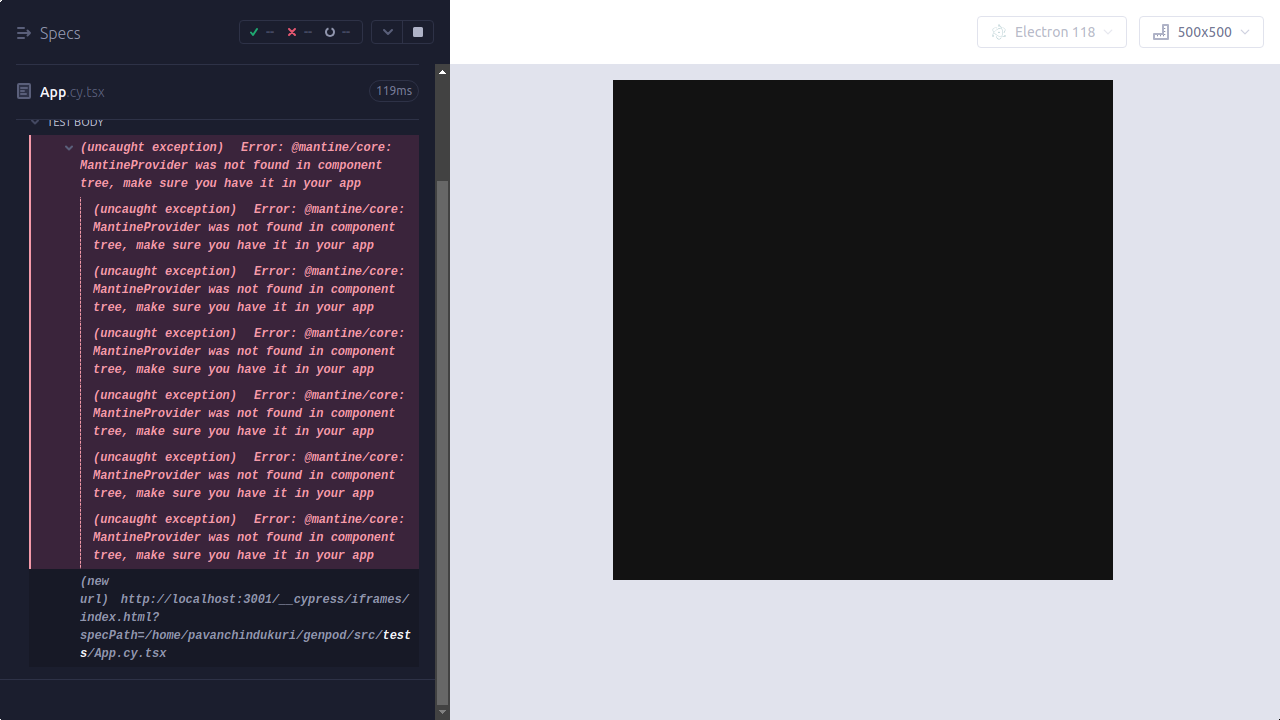 Specs
-- -- --
Electron 118
500x500
App.cy.tsx
119ms
TEST BODY
(uncaught exception) Error: @mantine/core:
MantineProvider was not found in component
tree, make sure you have it in your app
(uncaught exception) Error: @mantine/core:
MantineProvider was not found in component
tree, make sure you have it in your app
(uncaught exception) Error: @mantine/core:
MantineProvider was not found in component
tree, make sure you have it in your app
(uncaught exception) Error: @mantine/core:
MantineProvider was not found in component
tree, make sure you have it in your app
(uncaught exception) Error: @mantine/core:
MantineProvider was not found in component
tree, make sure you have it in your app
(uncaught exception) Error: @mantine/core:
MantineProvider was not found in component
tree, make sure you have it in your app
(uncaught exception) Error: @mantine/core:
MantineProvider was not found in component
tree, make sure you have it in your app
(new
url) http://localhost:3001/__cypress/iframes/
index.html?
specPath=/home/pavanchindukuri/genpod/src/test
s/App.cy.tsx